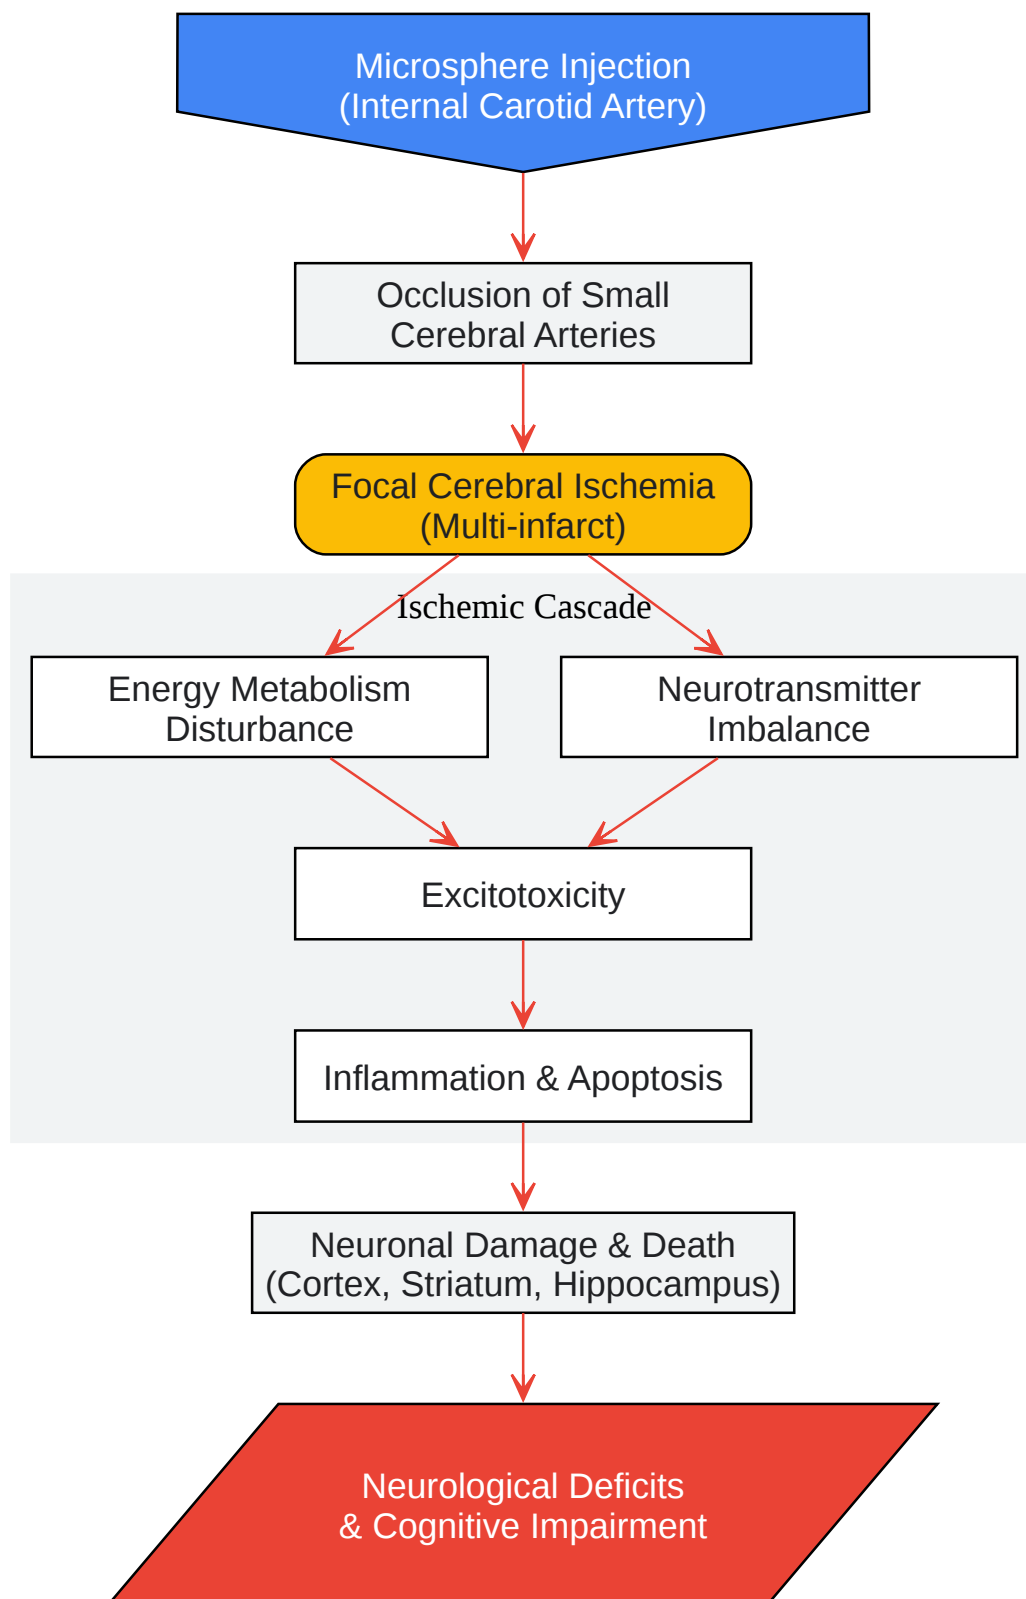 Microsphere Injection
(Internal Carotid Artery)
Occlusion of Small
Cerebral Arteries
Focal Cerebral Ischemia
(Multi-infarct)
Ischemic Cascade
Energy Metabolism
Disturbance
Neurotransmitter
Imbalance
Excitotoxicity
Inflammation & Apoptosis
Neuronal Damage & Death
(Cortex, Striatum, Hippocampus)
Neurological Deficits
& Cognitive Impairment